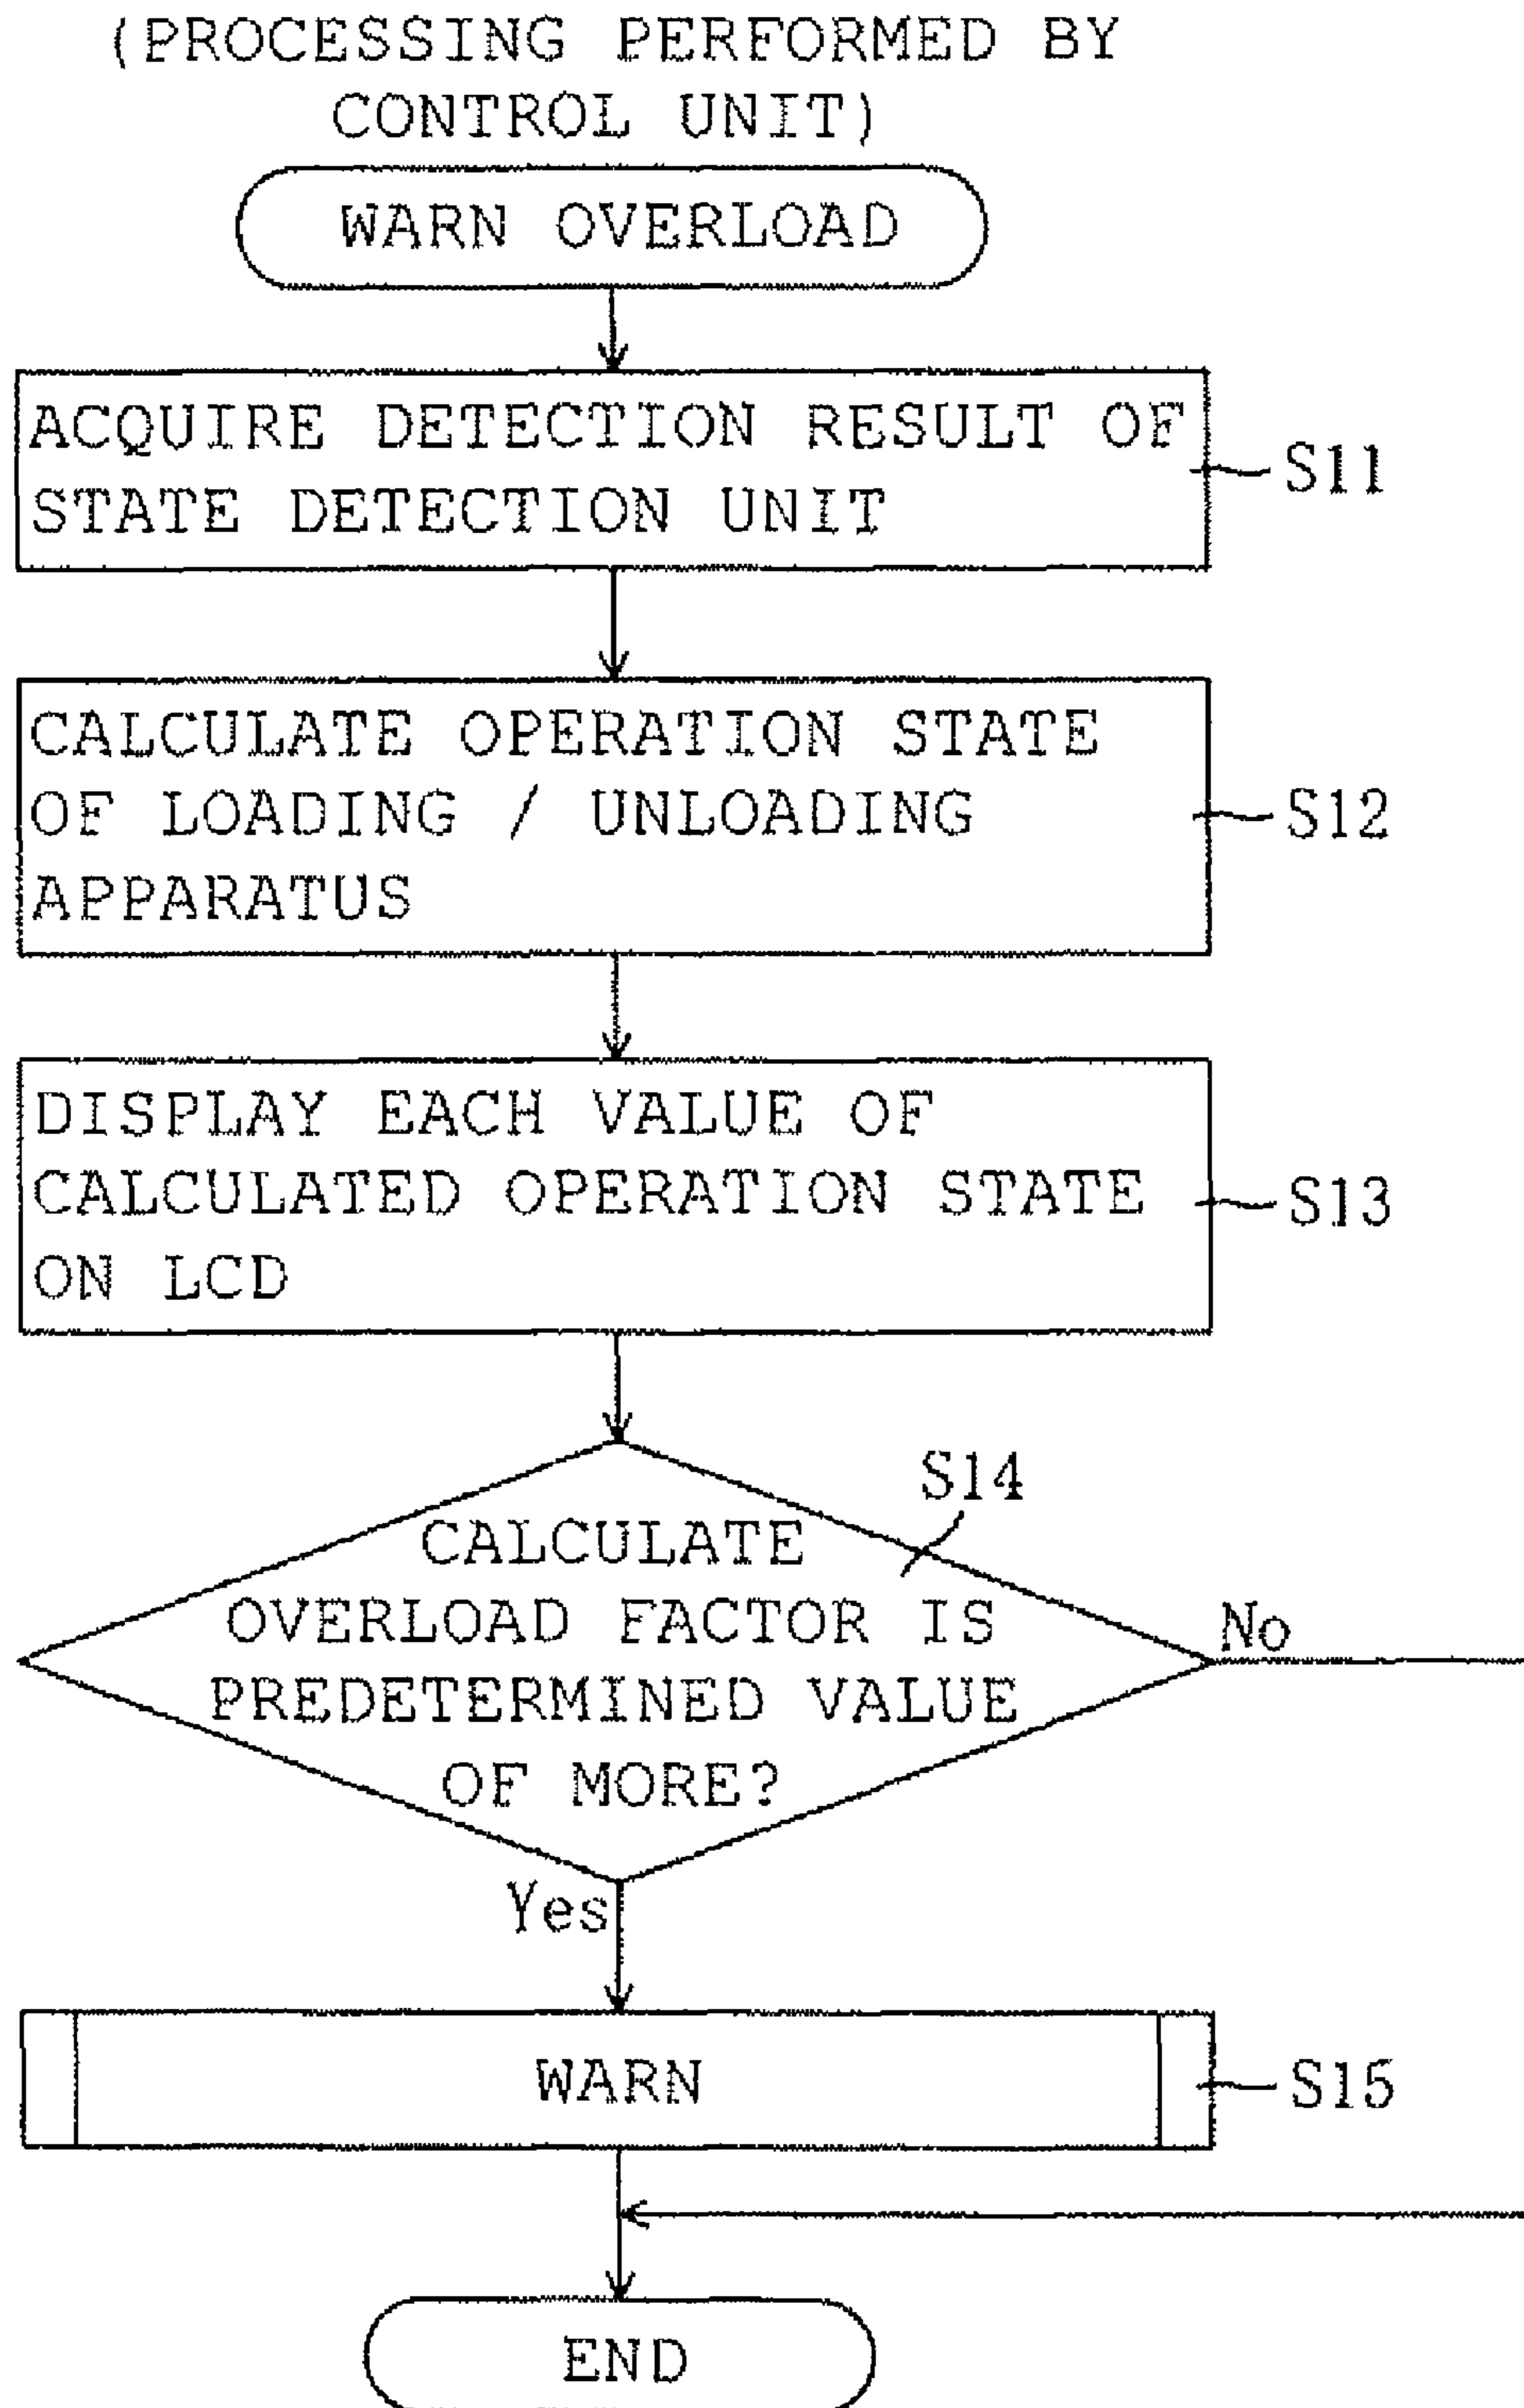 (PROCESSING PERFORMED BY
CONTROL UNIT)
WARN OVERLOAD
ACQUIRE DETECTION RESULT OF
STATE DETECTION UNIT
S11
CALCULATE OPERATION STATE
OF LOADING / UNLOADING
APPARATUS
S12
DISPLAY EACH VALUE OF
CALCULATED OPERATION STATE
ON LCD
S13
S14
CALCULATE
OVERLOAD FACTOR IS
PREDETERMINED VALUE
OF MORE?
No
Yes
WARN
S15
END